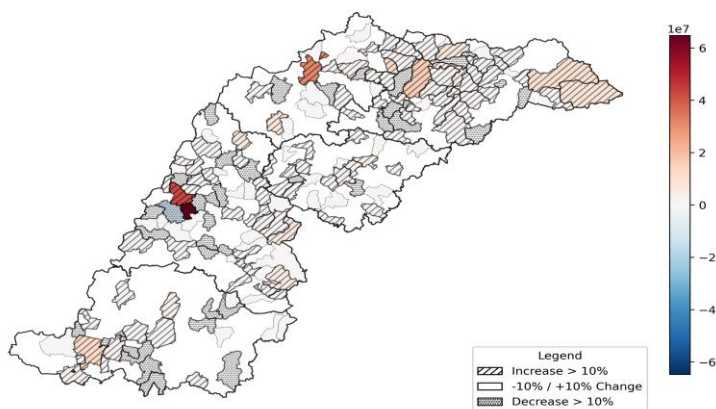 1e7
6
4
2
0
−2
−4
−6
Legend
Increase > 10%
-10% / +10% Change
Decrease > 10%